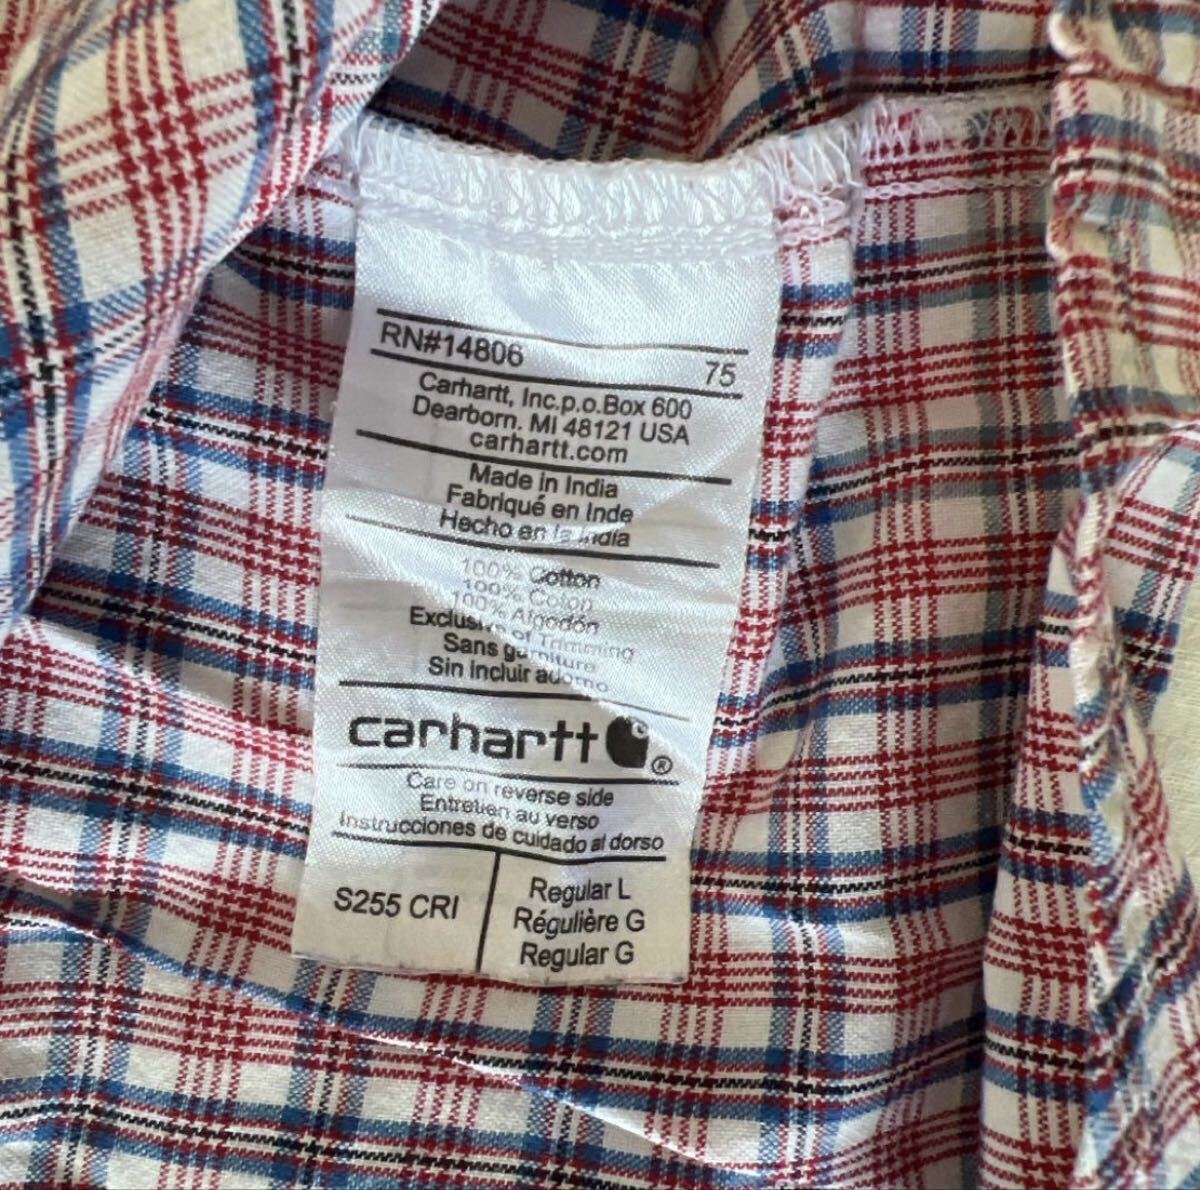 RN#14806 75
Carhartt, Inc.p.o.Box 600
Dearborn. MI 48121 USA
carhartt.com
Made in India
Fabriqué en Inde
Hecho en la India
100% Cotton
100% Coton
100% Algodón
Exclusive of Trimming
Sans garniture
Sin incluir adorno
carhartt ®
Care on reverse side
Entretien au verso
Instrucciones de cuidado al dorso
S255 CRI
Regular L
Régulière G
Regular G